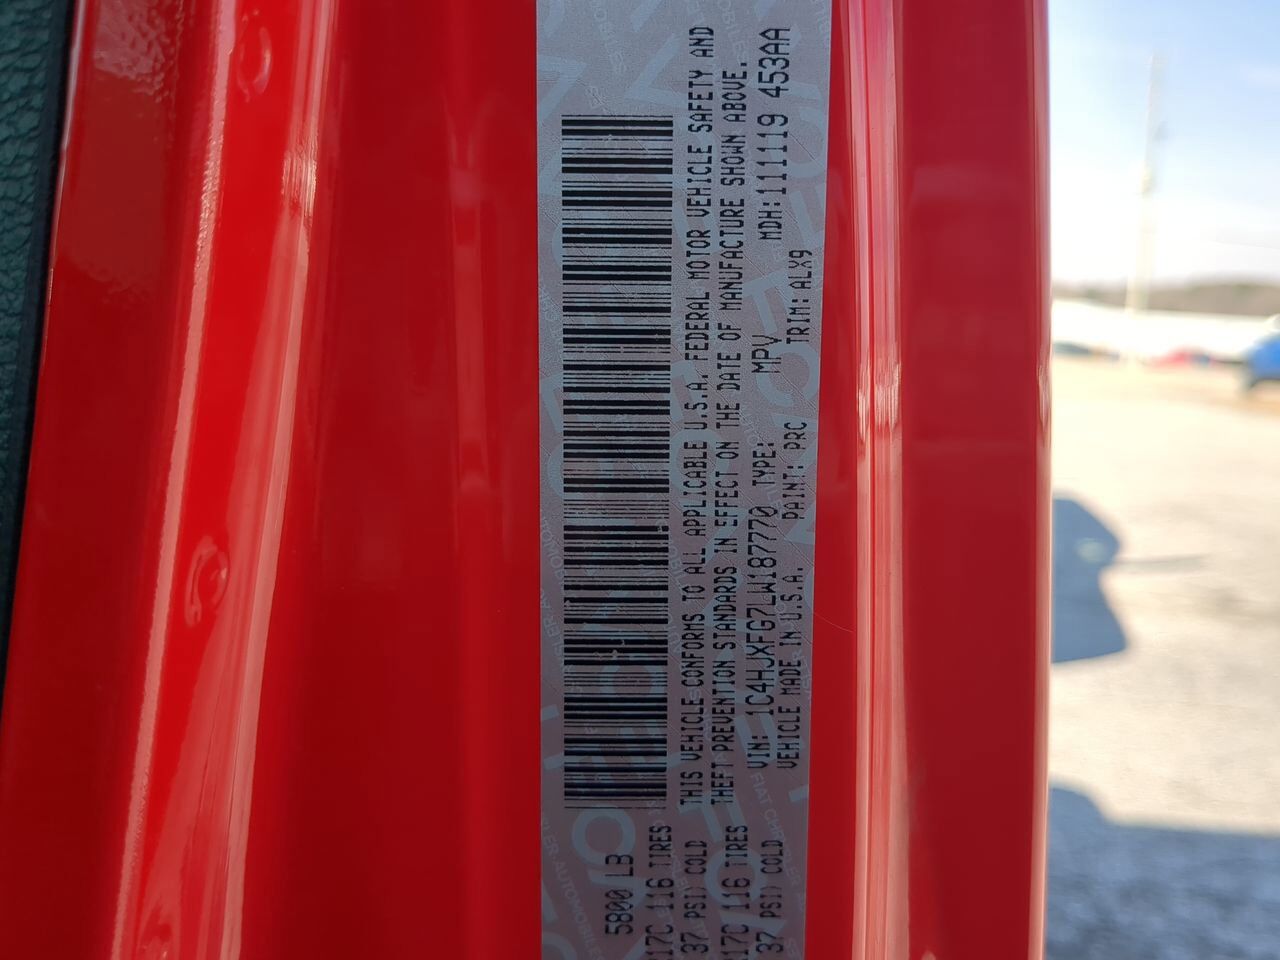 5800 LB
17C 116 TIRES
37 PSI) COLD
17C 116 TIRES
37 PSI) COLD
THIS VEHICLE CONFORMS TO ALL APPLICABLE U.S.A. FEDERAL MOTOR VEHICLE SAFETY AND
THEFT PREVENTION STANDARDS IN EFFECT ON THE DATE OF MANUFACTURE SHOWN ABOVE.
VIN: 1C4HJXFG7LW187770 TYPE: MPV MDH:111119 453AA
VEHICLE MADE IN U.S.A. PAINT: PRC TRIM: ALX9